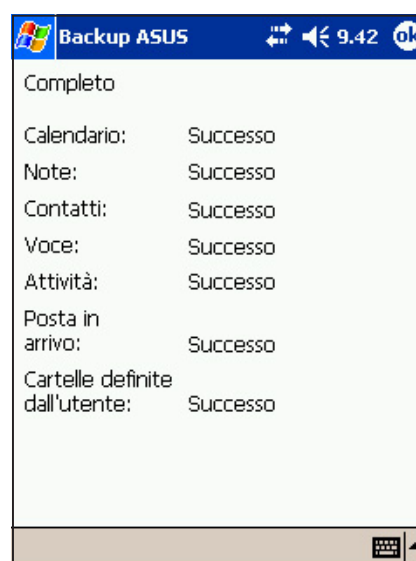 Backup ASUS 9.42 ok
Completo
Calendario: Successo
Note: Successo
Contatti: Successo
Voce: Successo
Attività: Successo
Posta in
arrivo: Successo
Cartelle definite
dall'utente: Successo